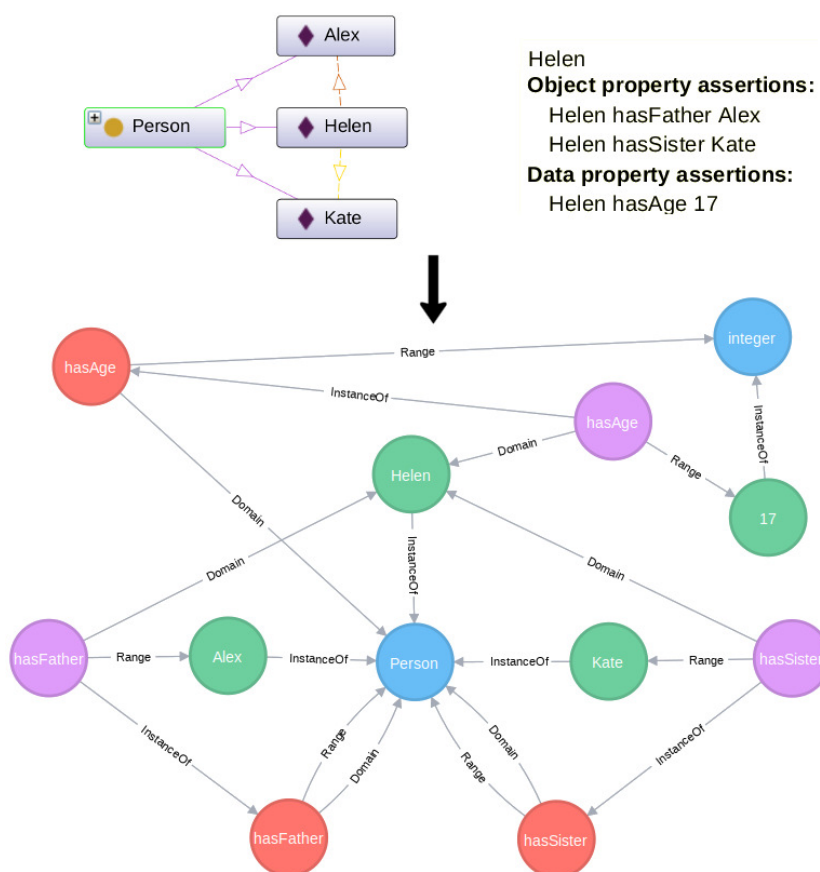 Alex
Person
Helen
Kate
Helen
Object property assertions:
Helen hasFather Alex
Helen hasSister Kate
Data property assertions:
Helen hasAge 17
integer
Range
hasAge
InstanceOf
hasAge
Domain
Range
InstanceOf
Helen
17
Domain
InstanceOf
Domain
Domain
hasFather
Range
Alex
InstanceOf
Person
InstanceOf
Kate
Range
hasSister
InstanceOf
Range
Domain
Domain
Range
InstanceOf
hasFather
hasSister